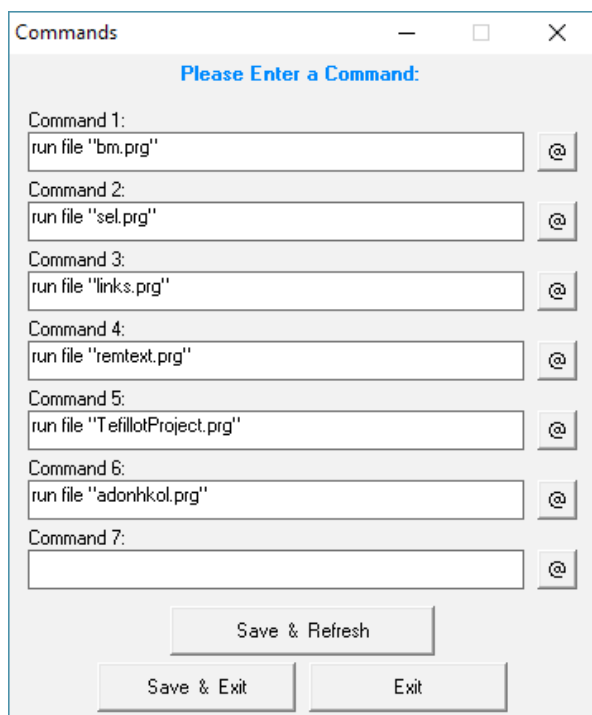 Commands
Please Enter a Command:
Command 1:
run file "bm.prg"
@
Command 2:
run file "sel.prg"
@
Command 3:
run file "links.prg"
@
Command 4:
run file "remtext.prg"
@
Command 5:
run file "TefillotProject.prg"
@
Command 6:
run file "adonhkol.prg"
@
Command 7:
@
Save & Refresh
Save & Exit
Exit